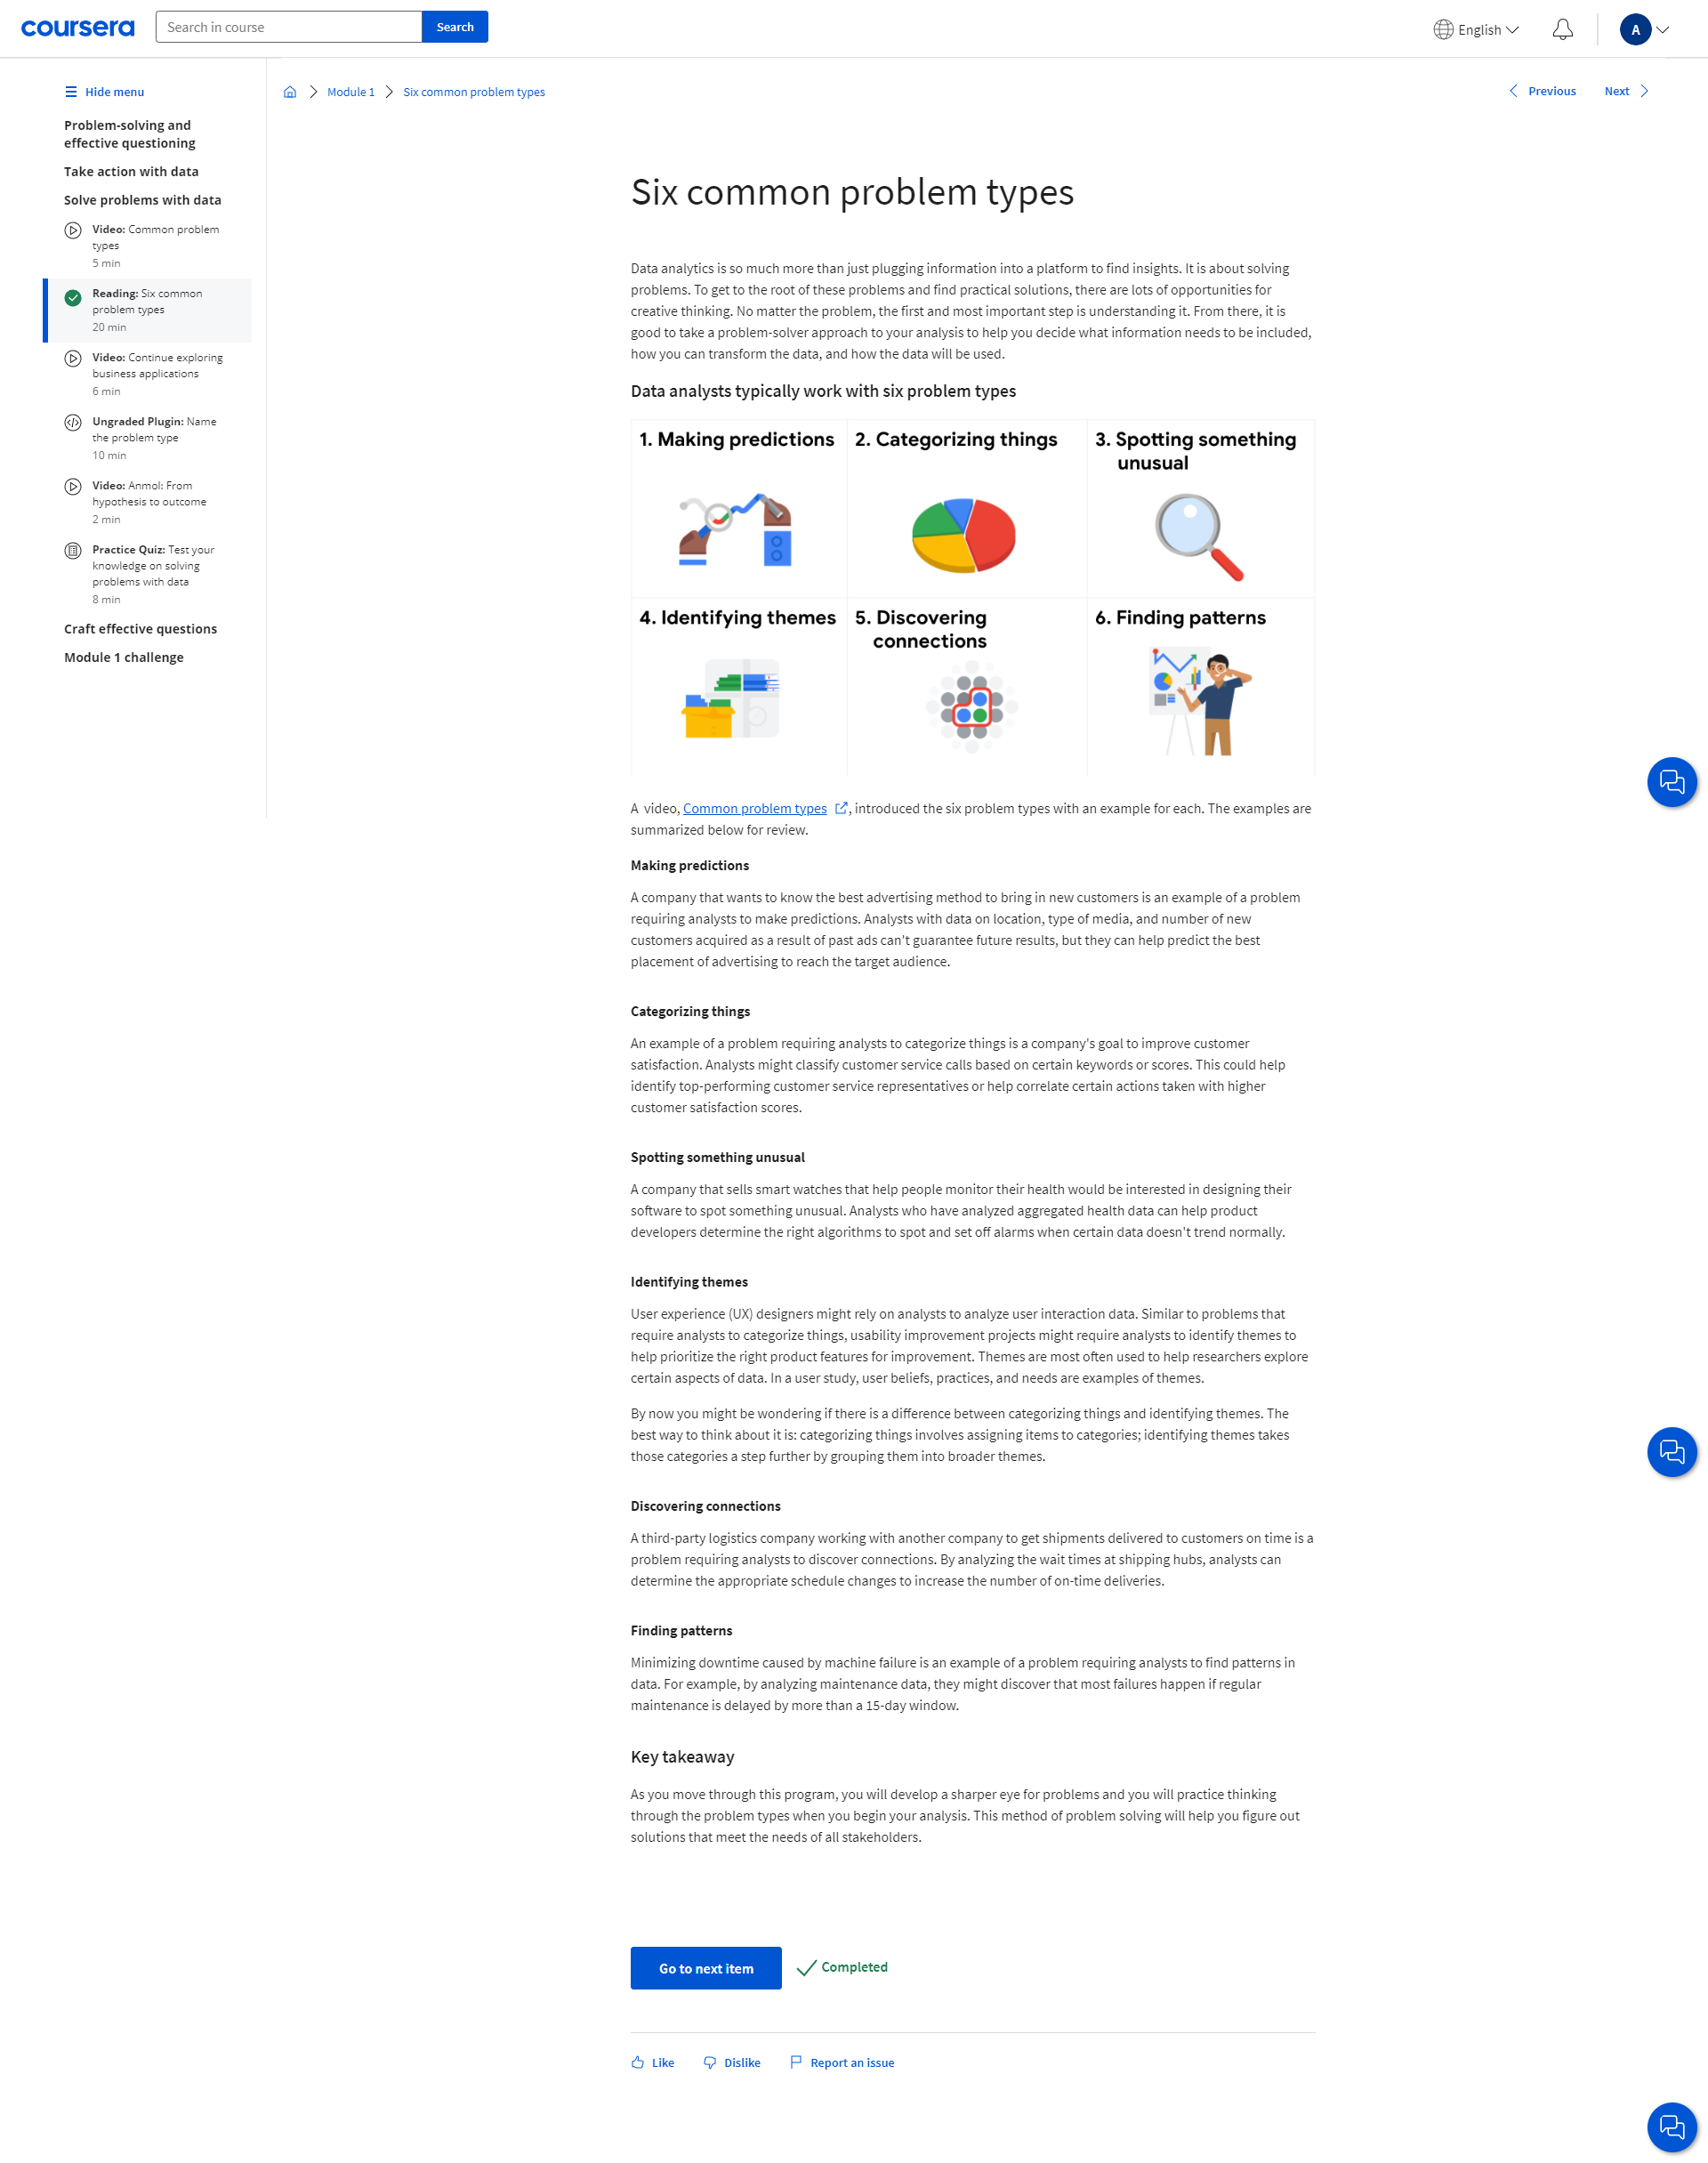 coursera
Search in course
Search
English
A
Hide menu
Problem-solving and
effective questioning
Take action with data
Solve problems with data
Video: Common problem
types
5 min
Reading: Six common
problem types
20 min
Video: Continue exploring
business applications
6 min
Ungraded Plugin: Name
the problem type
10 min
Video: Anmol: From
hypothesis to outcome
2 min
Practice Quiz: Test your
knowledge on solving
problems with data
8 min
Craft effective questions
Module 1 challenge
Module 1
Six common problem types
Previous
Next
Six common problem types
Data analytics is so much more than just plugging information into a platform to find insights. It is about solving
problems. To get to the root of these problems and find practical solutions, there are lots of opportunities for
creative thinking. No matter the problem, the first and most important step is understanding it. From there, it is
good to take a problem-solver approach to your analysis to help you decide what information needs to be included,
how you can transform the data, and how the data will be used.
Data analysts typically work with six problem types
1. Making predictions
2. Categorizing things
3. Spotting something
unusual
4. Identifying themes
5. Discovering
connections
6. Finding patterns
A video, Common problem types , introduced the six problem types with an example for each. The examples are
summarized below for review.
Making predictions
A company that wants to know the best advertising method to bring in new customers is an example of a problem
requiring analysts to make predictions. Analysts with data on location, type of media, and number of new
customers acquired as a result of past ads can't guarantee future results, but they can help predict the best
placement of advertising to reach the target audience.
Categorizing things
An example of a problem requiring analysts to categorize things is a company's goal to improve customer
satisfaction. Analysts might classify customer service calls based on certain keywords or scores. This could help
identify top-performing customer service representatives or help correlate certain actions taken with higher
customer satisfaction scores.
Spotting something unusual
A company that sells smart watches that help people monitor their health would be interested in designing their
software to spot something unusual. Analysts who have analyzed aggregated health data can help product
developers determine the right algorithms to spot and set off alarms when certain data doesn't trend normally.
Identifying themes
User experience (UX) designers might rely on analysts to analyze user interaction data. Similar to problems that
require analysts to categorize things, usability improvement projects might require analysts to identify themes to
help prioritize the right product features for improvement. Themes are most often used to help researchers explore
certain aspects of data. In a user study, user beliefs, practices, and needs are examples of themes.
By now you might be wondering if there is a difference between categorizing things and identifying themes. The
best way to think about it is: categorizing things involves assigning items to categories; identifying themes takes
those categories a step further by grouping them into broader themes.
Discovering connections
A third-party logistics company working with another company to get shipments delivered to customers on time is a
problem requiring analysts to discover connections. By analyzing the wait times at shipping hubs, analysts can
determine the appropriate schedule changes to increase the number of on-time deliveries.
Finding patterns
Minimizing downtime caused by machine failure is an example of a problem requiring analysts to find patterns in
data. For example, by analyzing maintenance data, they might discover that most failures happen if regular
maintenance is delayed by more than a 15-day window.
Key takeaway
As you move through this program, you will develop a sharper eye for problems and you will practice thinking
through the problem types when you begin your analysis. This method of problem solving will help you figure out
solutions that meet the needs of all stakeholders.
Go to next item
Completed
Like
Dislike
Report an issue